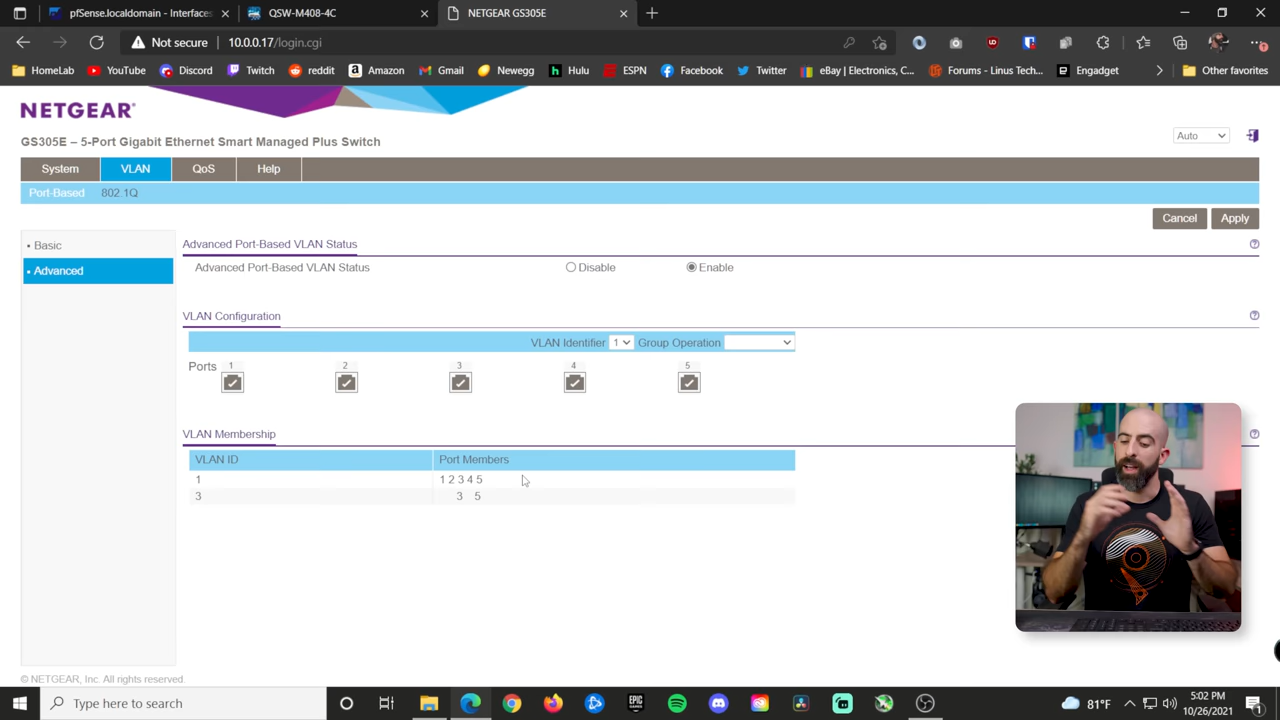 pfSense.localdomain - Interfaces
QSW-M408-4C
NETGEAR GS305E
Not secure
10.0.0.17/login.cgi
HomeLab
YouTube
Discord
Twitch
reddit
Amazon
Gmail
Newegg
Hulu
ESPN
Facebook
Twitter
eBay | Electronics, C...
Forums - Linus Tech...
Engadget
Other favorites
NETGEAR®
GS305E – 5-Port Gigabit Ethernet Smart Managed Plus Switch
Auto
System
VLAN
QoS
Help
Port-Based
802.1Q
Cancel
Apply
• Basic
• Advanced
Advanced Port-Based VLAN Status
Advanced Port-Based VLAN Status
Disable
Enable
VLAN Configuration
VLAN Identifier
1
Group Operation
Ports
1
2
3
4
5
VLAN Membership
VLAN ID
Port Members
1
1 2 3 4 5
3
3 5
© NETGEAR, Inc. All rights reserved.
Type here to search
EPIC GAMES
81°F
5:02 PM
10/26/2021
1